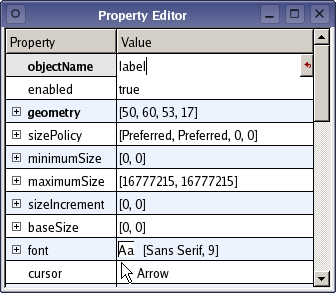 Property Editor
Property Value
objectName label
enabled true
geometry [50, 60, 53, 17]
sizePolicy [Preferred, Preferred, 0, 0]
minimumSize [0, 0]
maximumSize [16777215, 16777215]
sizeIncrement [0, 0]
baseSize [0, 0]
font Aa [Sans Serif, 9]
cursor Arrow